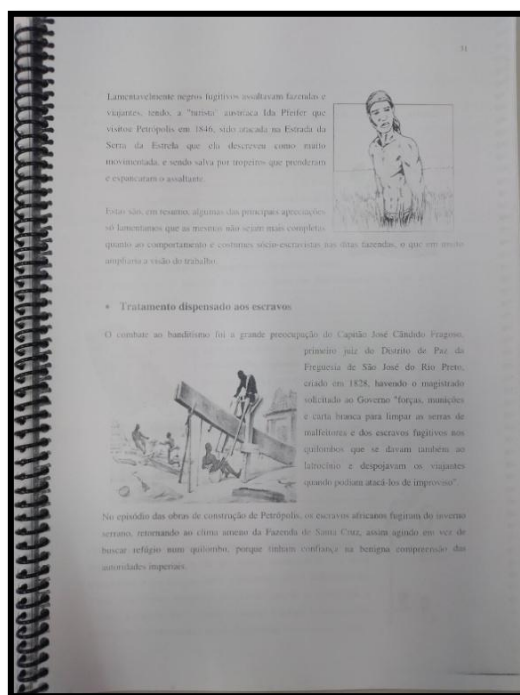 31
Lamentavelmente negros fugitivos assaltavam fazendas e
viajantes, tendo, a "turista" austríaca Ida Pfeifer que
visitou Petrópolis em 1846, sido atacada na Estrada da
Serra da Estrela que ela descreveu como muito
movimentada, e sendo salva por tropeiros que prenderam
e espancaram o assaltante.
Estas são, em resumo, algumas das principais apreciações
só lamentamos que as mesmas não sejam mais completas
quanto ao comportamento e costumes sócio-escravistas nas ditas fazendas, o que em muito
ampliaria a visão do trabalho.
• Tratamento dispensado aos escravos
O combate ao banditismo foi a grande preocupação do Capitão José Cândido Fragoso,
primeiro juiz do Distrito de Paz da
Freguesia de São José do Rio Preto,
criado em 1828, havendo o magistrado
solicitado ao Governo "forças, munições
e carta branca para limpar as serras de
malfeitores e dos escravos fugitivos nos
quilombos que se davam também ao
latrocínio e despojavam os viajantes
quando podiam atacá-los de improviso".
No episódio das obras de construção de Petrópolis, os escravos africanos fugiram do inverno
serrano, retornando ao clima ameno da Fazenda de Santa Cruz, assim agindo em vez de
buscar refúgio num quilombo, porque tinham confiança na benigna compreensão das
autoridades imperiais.